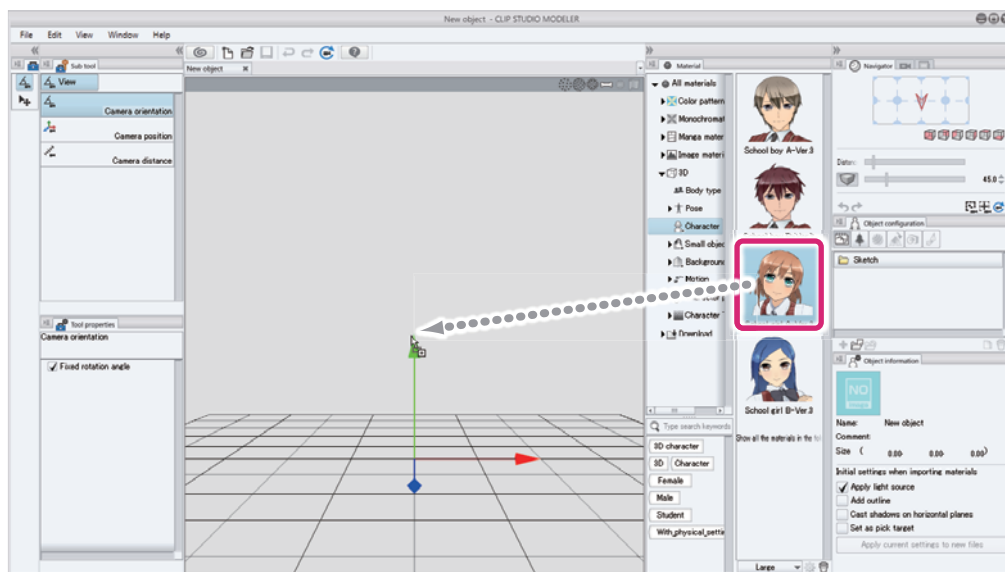 New object - CLIP STUDIO MODELER
File Edit View Window Help
Sub tool
View
Camera orientation
Camera position
Camera distance
Tool properties
Camera orientation
Fixed rotation angle
New object
Material
All materials
Color pattern
Monochromat
Manga mater
Image materi
3D
Body type
Pose
Character
Small objec
Background
Motion
Character
Download
Type search keywords
3D character
3D Character
Female
Male
Student
With_physical_settin
School boy A-Ver.3
School girl B-Ver.3
Show all the materials in the fol
Large
Navigator
Distanc
45.0
Object configuration
Sketch
Object information
NO
Image
Name: New object
Comment:
Size ( 0.00 0.00 0.00)
Initial settings when importing materials
Apply light source
Add outline
Cast shadows on horizontal planes
Set as pick target
Apply current settings to new files